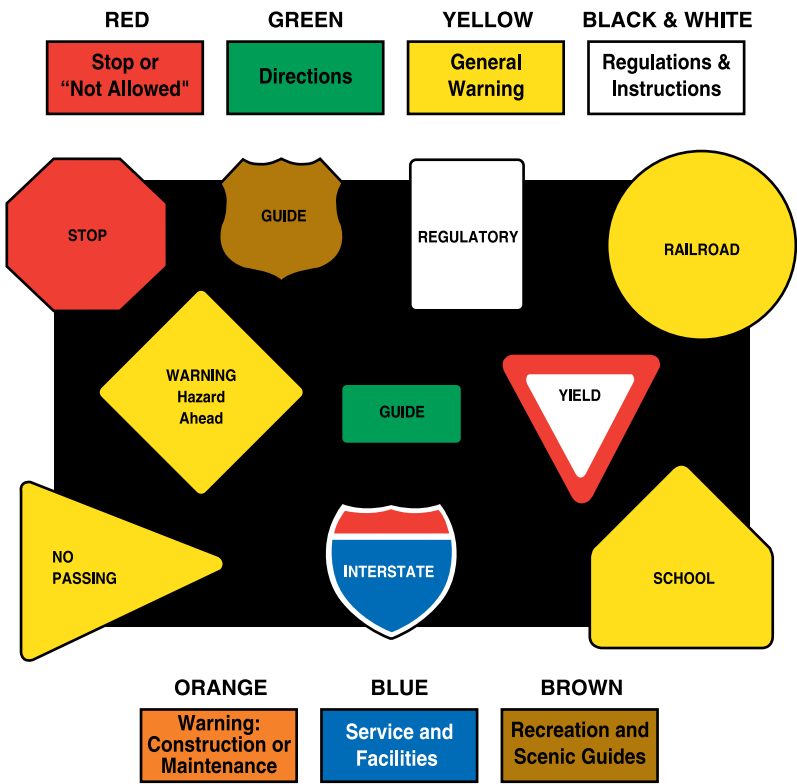 RED
GREEN
YELLOW
BLACK & WHITE
Stop or
“Not Allowed"
Directions
General
Warning
Regulations &
Instructions
STOP
GUIDE
REGULATORY
RAILROAD
WARNING
Hazard
Ahead
GUIDE
YIELD
NO
PASSING
INTERSTATE
SCHOOL
ORANGE
BLUE
BROWN
Warning:
Construction or
Maintenance
Service and
Facilities
Recreation and
Scenic Guides